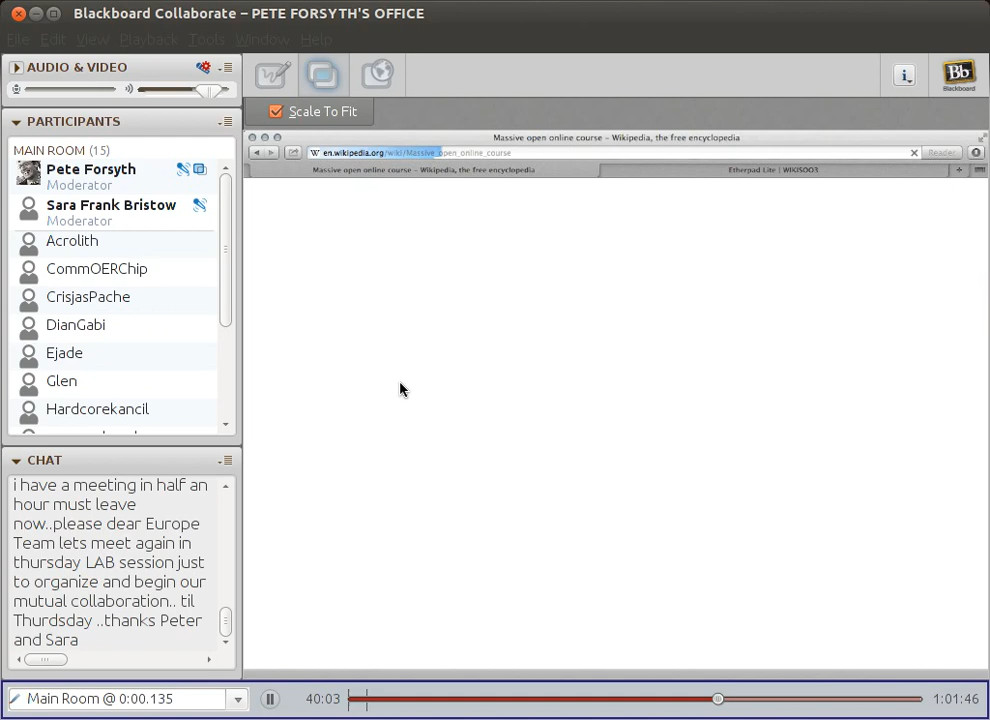 Blackboard Collaborate – PETE FORSYTH'S OFFICE
File Edit View Playback Tools Window Help
AUDIO & VIDEO
PARTICIPANTS
MAIN ROOM (15)
Pete Forsyth
Moderator
Sara Frank Bristow
Moderator
Acrolith
CommOERChip
CrisjasPache
DianGabi
Ejade
Glen
Hardcorekancil
CHAT
i have a meeting in half an
hour must leave
now..please dear Europe
Team lets meet again in
thursday LAB session just
to organize and begin our
mutual collaboration.. til
Thurdsday ..thanks Peter
and Sara
i
Bb
Blackboard
Scale To Fit
Massive open online course – Wikipedia, the free encyclopedia
W en.wikipedia.org/wiki/Massive_open_online_course
Reader
Massive open online course – Wikipedia, the free encyclopedia
Etherpad Lite | WIKISOO3
Main Room @ 0:00.135
40:03
1:01:46